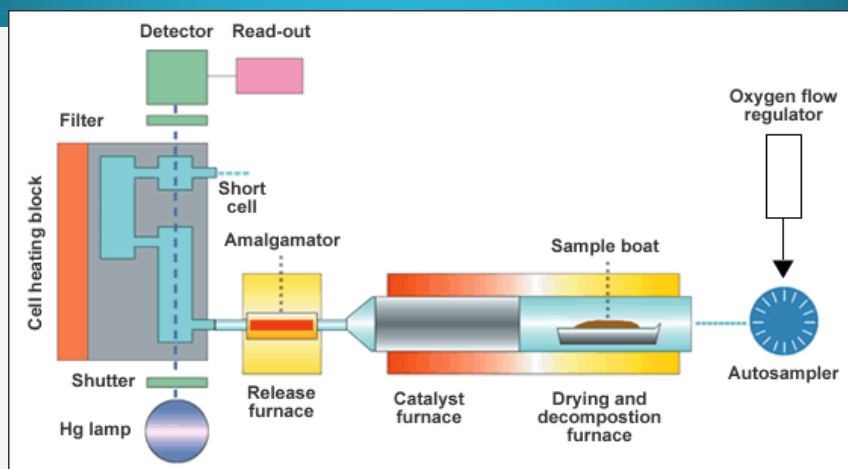 Detector
Read-out
Oxygen flow
regulator
Filter
Short
cell
Cell heating block
Amalgamator
Sample boat
Shutter
Hg lamp
Release
furnace
Catalyst
furnace
Drying and
decompostion
furnace
Autosampler